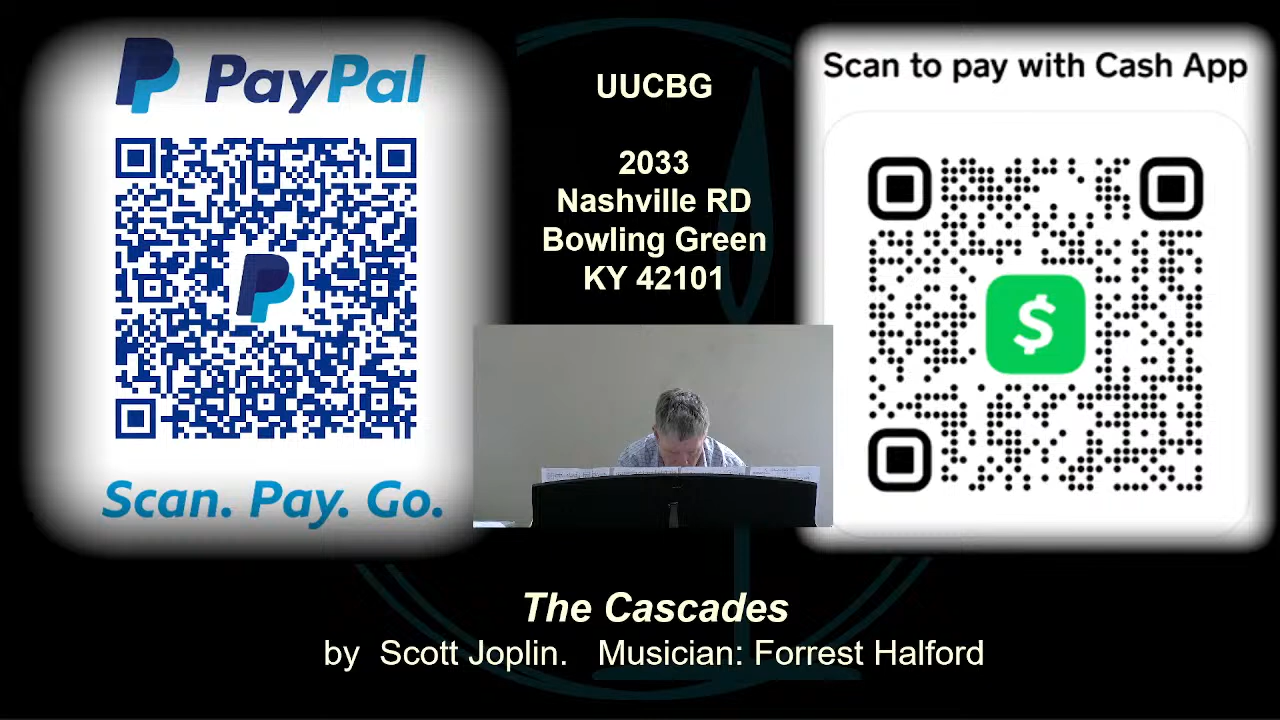 PayPal
Scan. Pay. Go.
UUCBG
2033
Nashville RD
Bowling Green
KY 42101
Scan to pay with Cash App
$
The Cascades
by Scott Joplin. Musician: Forrest Halford